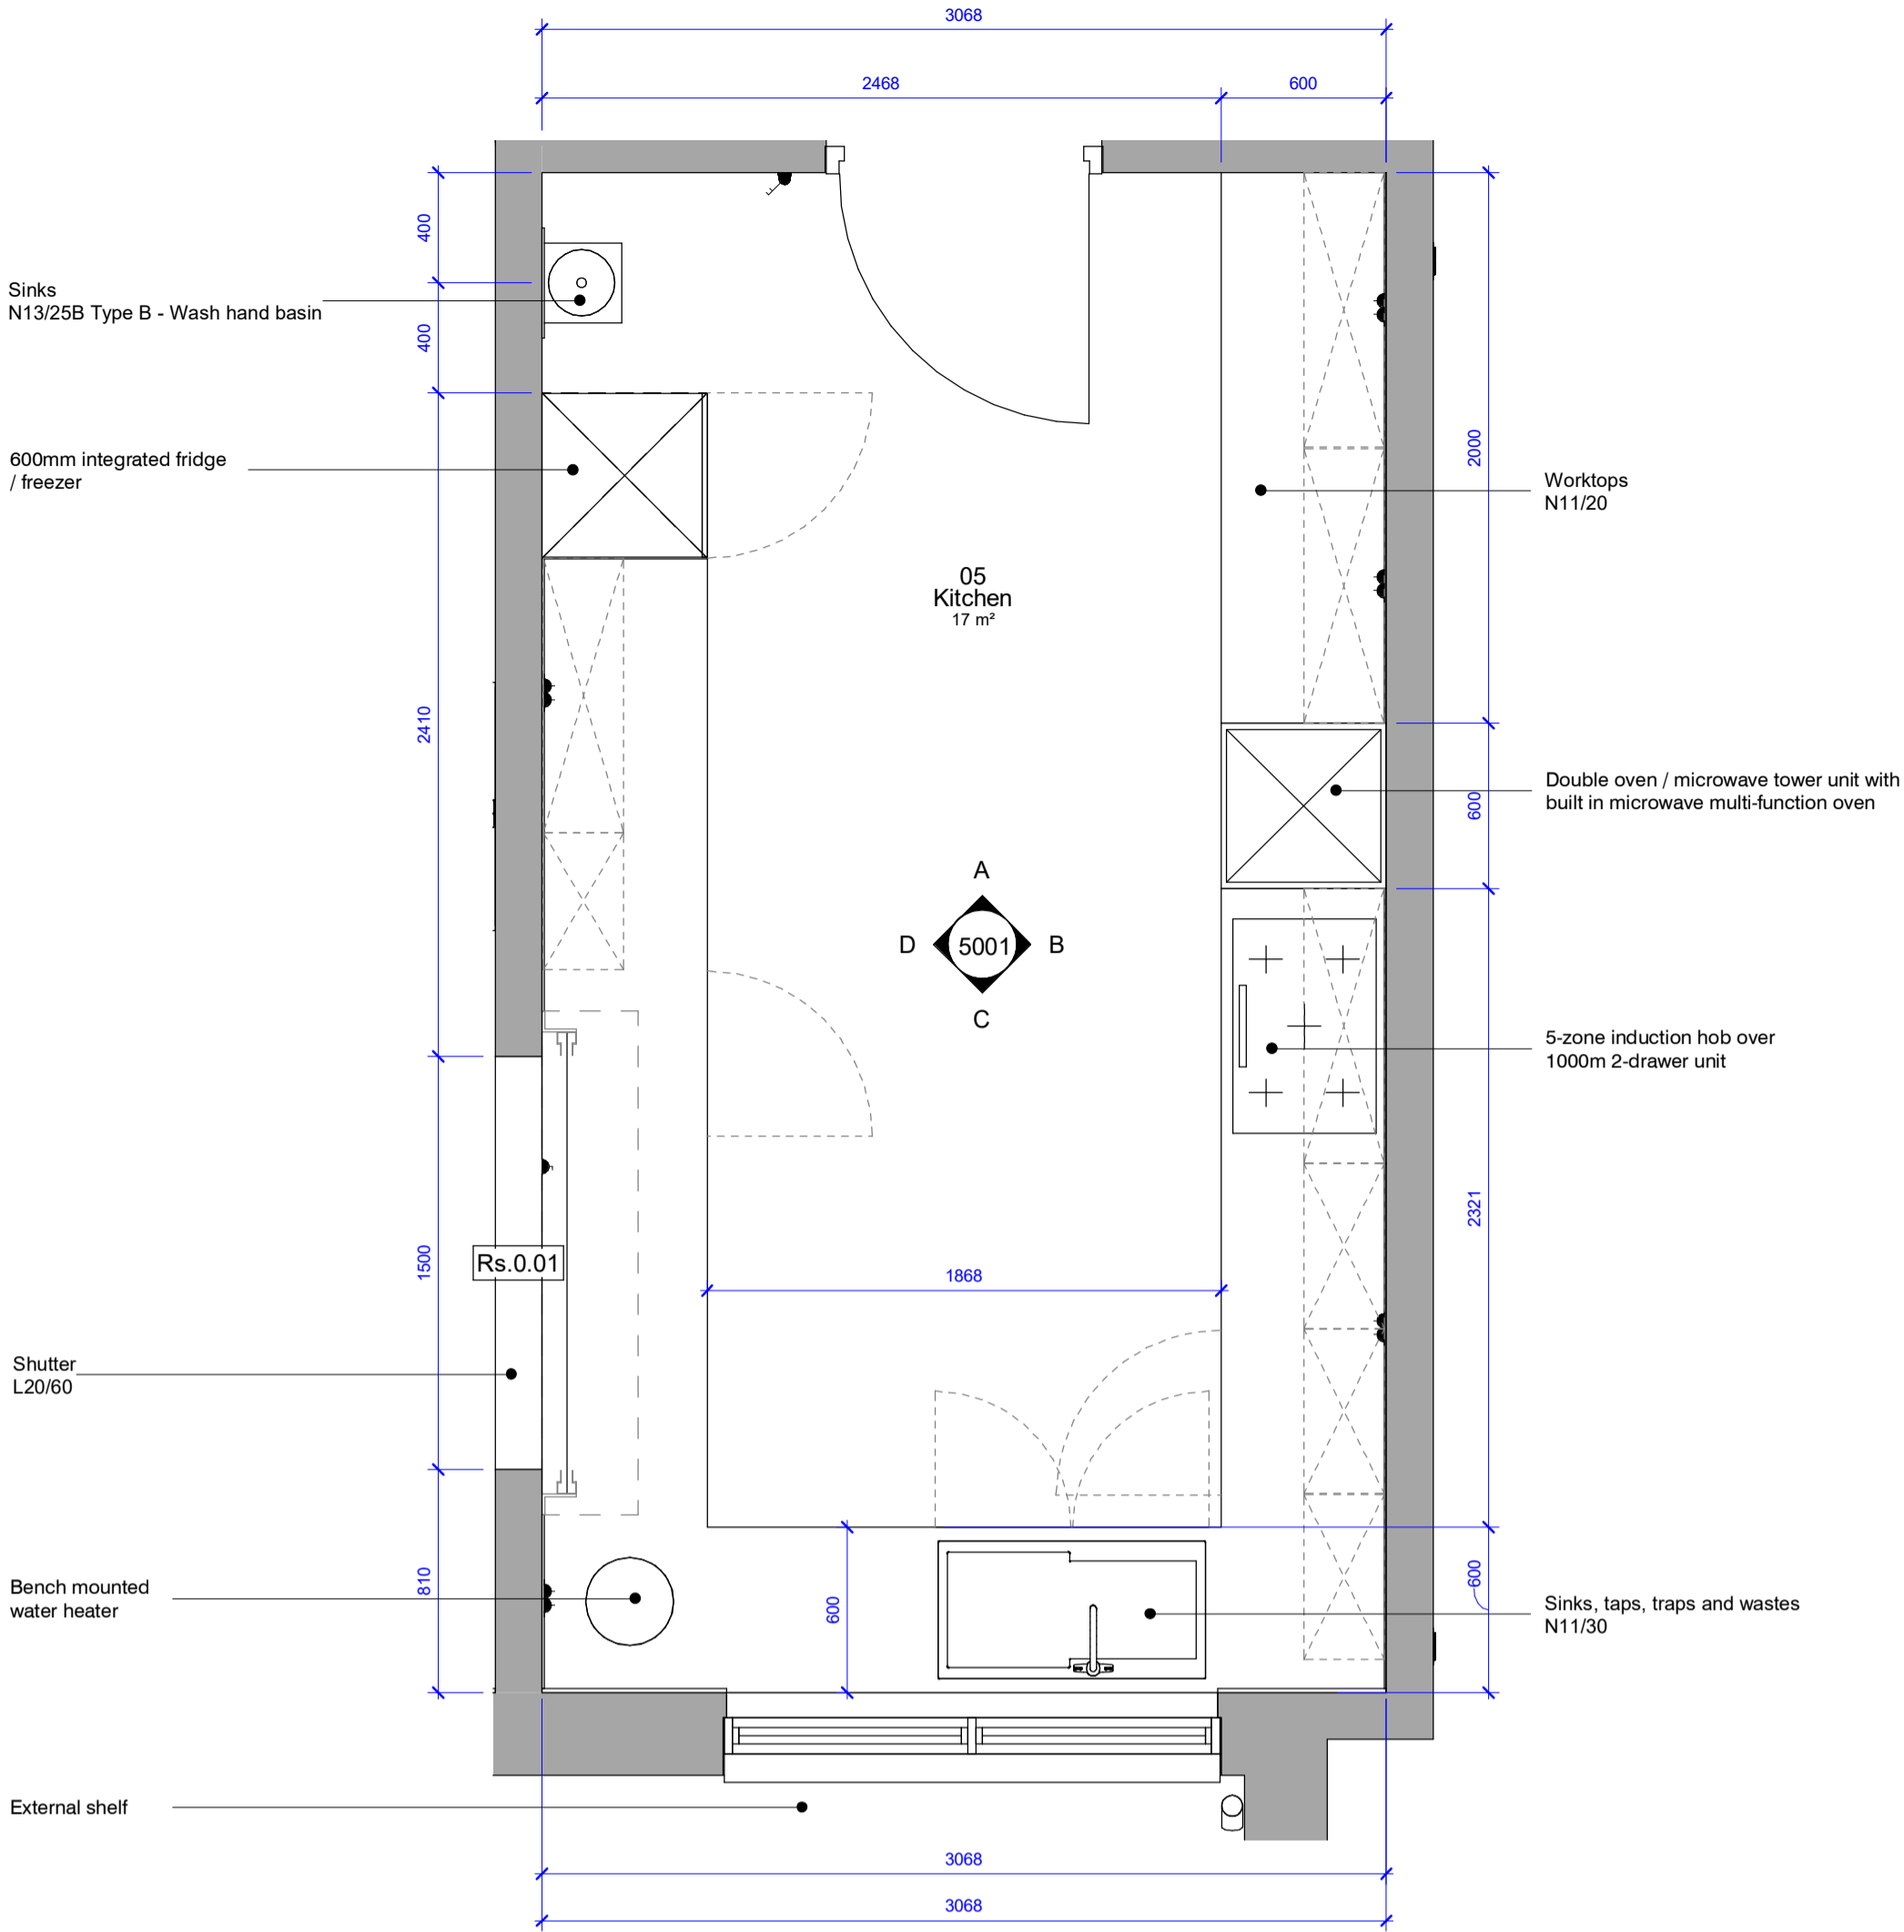 3068
2468
600
400
Sinks
N13/25B Type B - Wash hand basin
400
600mm integrated fridge
/ freezer
2000
Worktops
N11/20
05
Kitchen
17 m²
2410
600
Double oven / microwave tower unit with
built in microwave multi-function oven
A
D
5001
B
C
5-zone induction hob over
1000m 2-drawer unit
2321
1500
Rs.0.01
1868
Shutter
L20/60
810
Bench mounted
water heater
600
600
Sinks, taps, traps and wastes
N11/30
External shelf
3068
3068